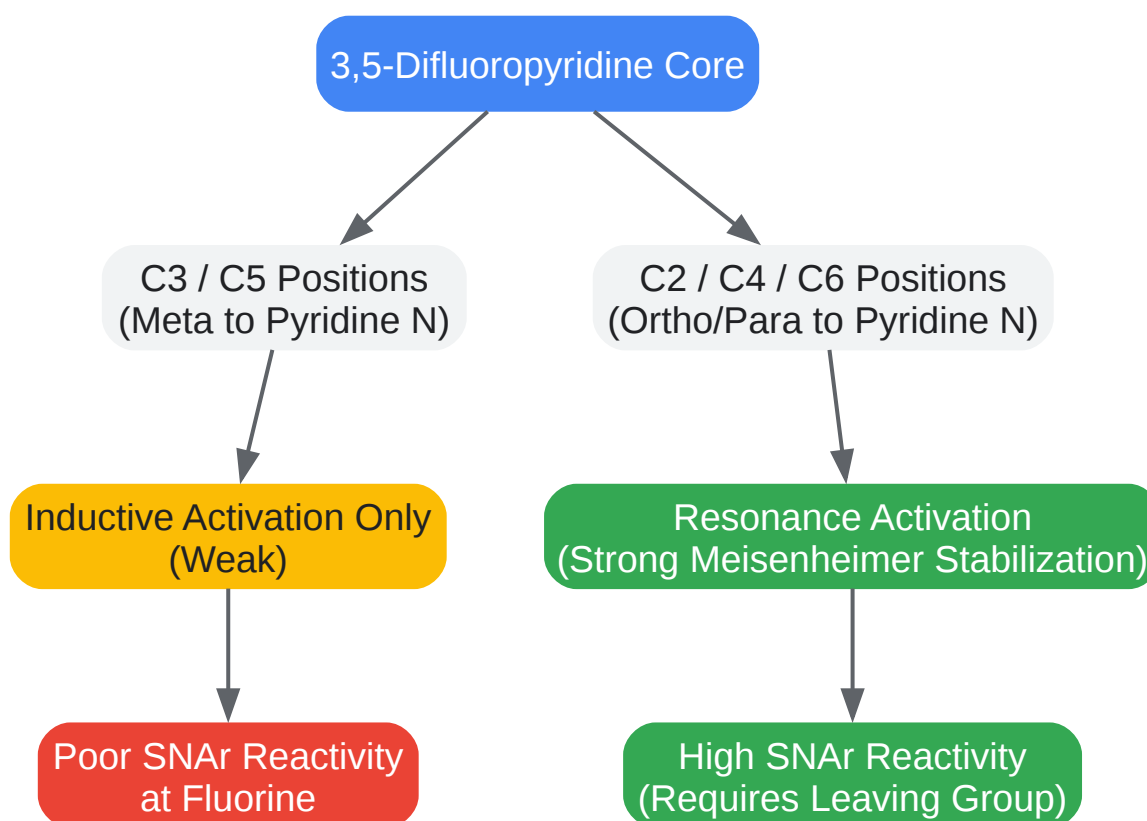 3,5-Difluoropyridine Core
C3 / C5 Positions
(Meta to Pyridine N)
C2 / C4 / C6 Positions
(Ortho/Para to Pyridine N)
Inductive Activation Only
(Weak)
Resonance Activation
(Strong Meisenheimer Stabilization)
Poor SNAr Reactivity
at Fluorine
High SNAr Reactivity
(Requires Leaving Group)